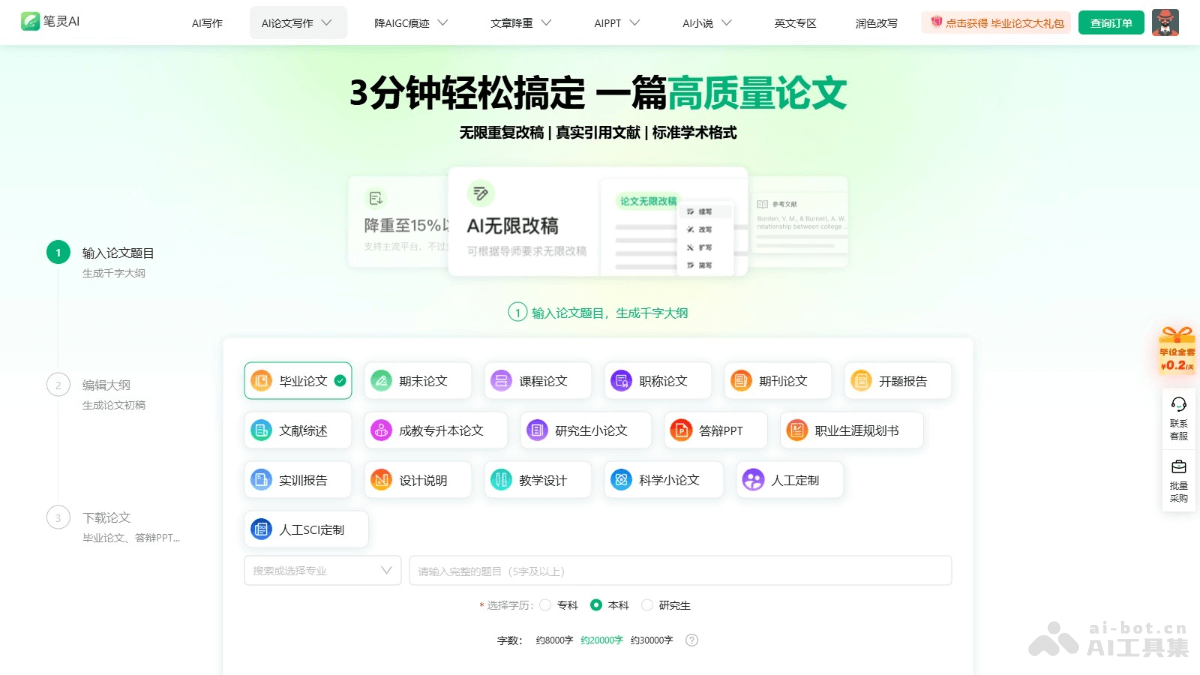 笔灵AI
AI写作
AI论文写作
降AIGC痕迹
文章降重
AIPPT
AI小说
英文专区
润色改写
点击获得 毕业论文大礼包
查询订单
3分钟轻松搞定 一篇高质量论文
无限重复改稿 | 真实引用文献 | 标准学术格式
降重至15%以
支持主流平台，不过
AI无限改稿
可根据导师要求无限改稿
论文无限改稿
续写
改写
扩写
简写
参考文献
Borden, V. M., & Burnett, A. W.
relationship between college
1
输入论文题目
生成千字大纲
2
编辑大纲
生成论文初稿
3
下载论文
毕业论文、答辩PPT...
1 输入论文题目，生成千字大纲
毕业论文
期末论文
课程论文
职称论文
期刊论文
开题报告
文献综述
成教专升本论文
研究生小论文
答辩PPT
职业生涯规划书
实训报告
设计说明
教学设计
科学小论文
人工定制
人工SCI定制
搜索或选择专业
请输入完整的题目（5字及以上）
* 选择学历: 专科 本科 研究生
字数： 约8000字 约20000字 约30000字 ?
毕设全套
¥0.2/天
联系
客服
批量
采购
ai-bot.cn
AI工具集